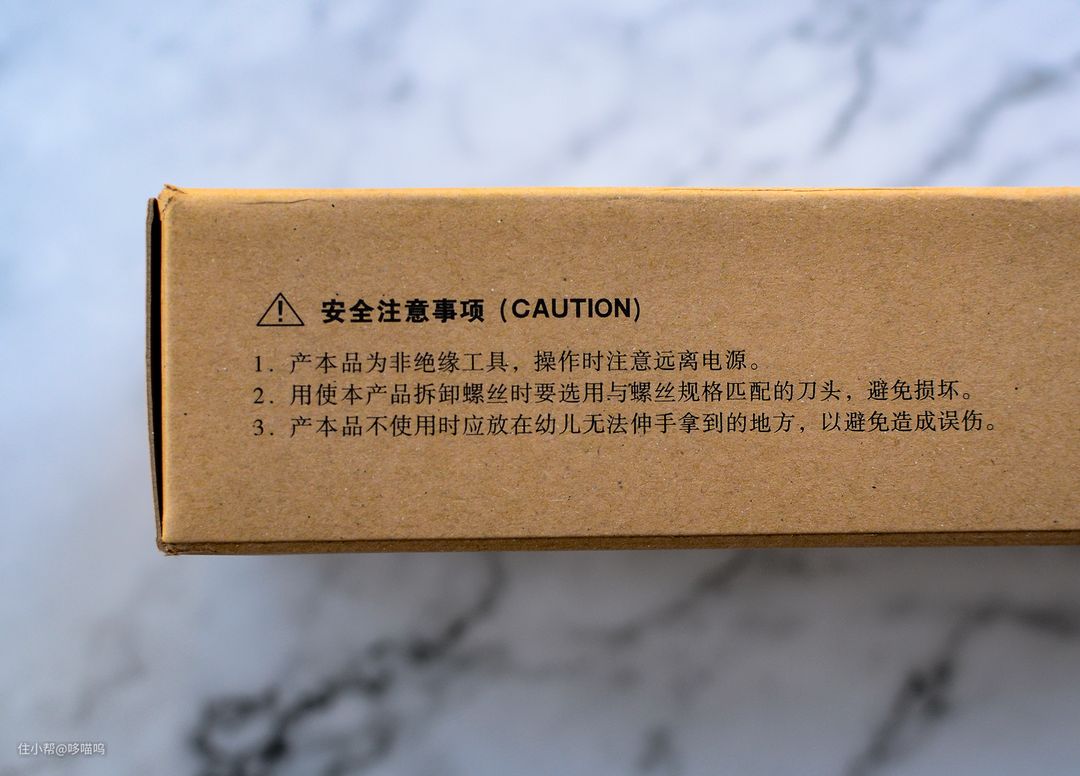 安全注意事项 (CAUTION)
1. 产本品为非绝缘工具，操作时注意远离电源。
2. 用使本产品拆卸螺丝时要选用与螺丝规格匹配的刀头，避免损坏。
3. 产本品不使用时应放在幼儿无法伸手拿到的地方，以避免造成误伤。
住小帮@哆喵呜